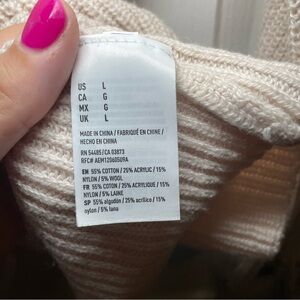 US L
CA G
MX G
UK L
MADE IN CHINA / FABRIQUÉ EN CHINE /
HECHO EN CHINA
RN 54485/CA 03873
RFC# AEM12060509A
EN 55% COTTON / 25% ACRYLIC / 15%
NYLON / 5% WOOL
FR 55% COTON / 25% ACRYLIQUE / 15%
NYLON / 5% LAINE
SP 55% algodón / 25% acrílico / 15%
nylon / 5% lana